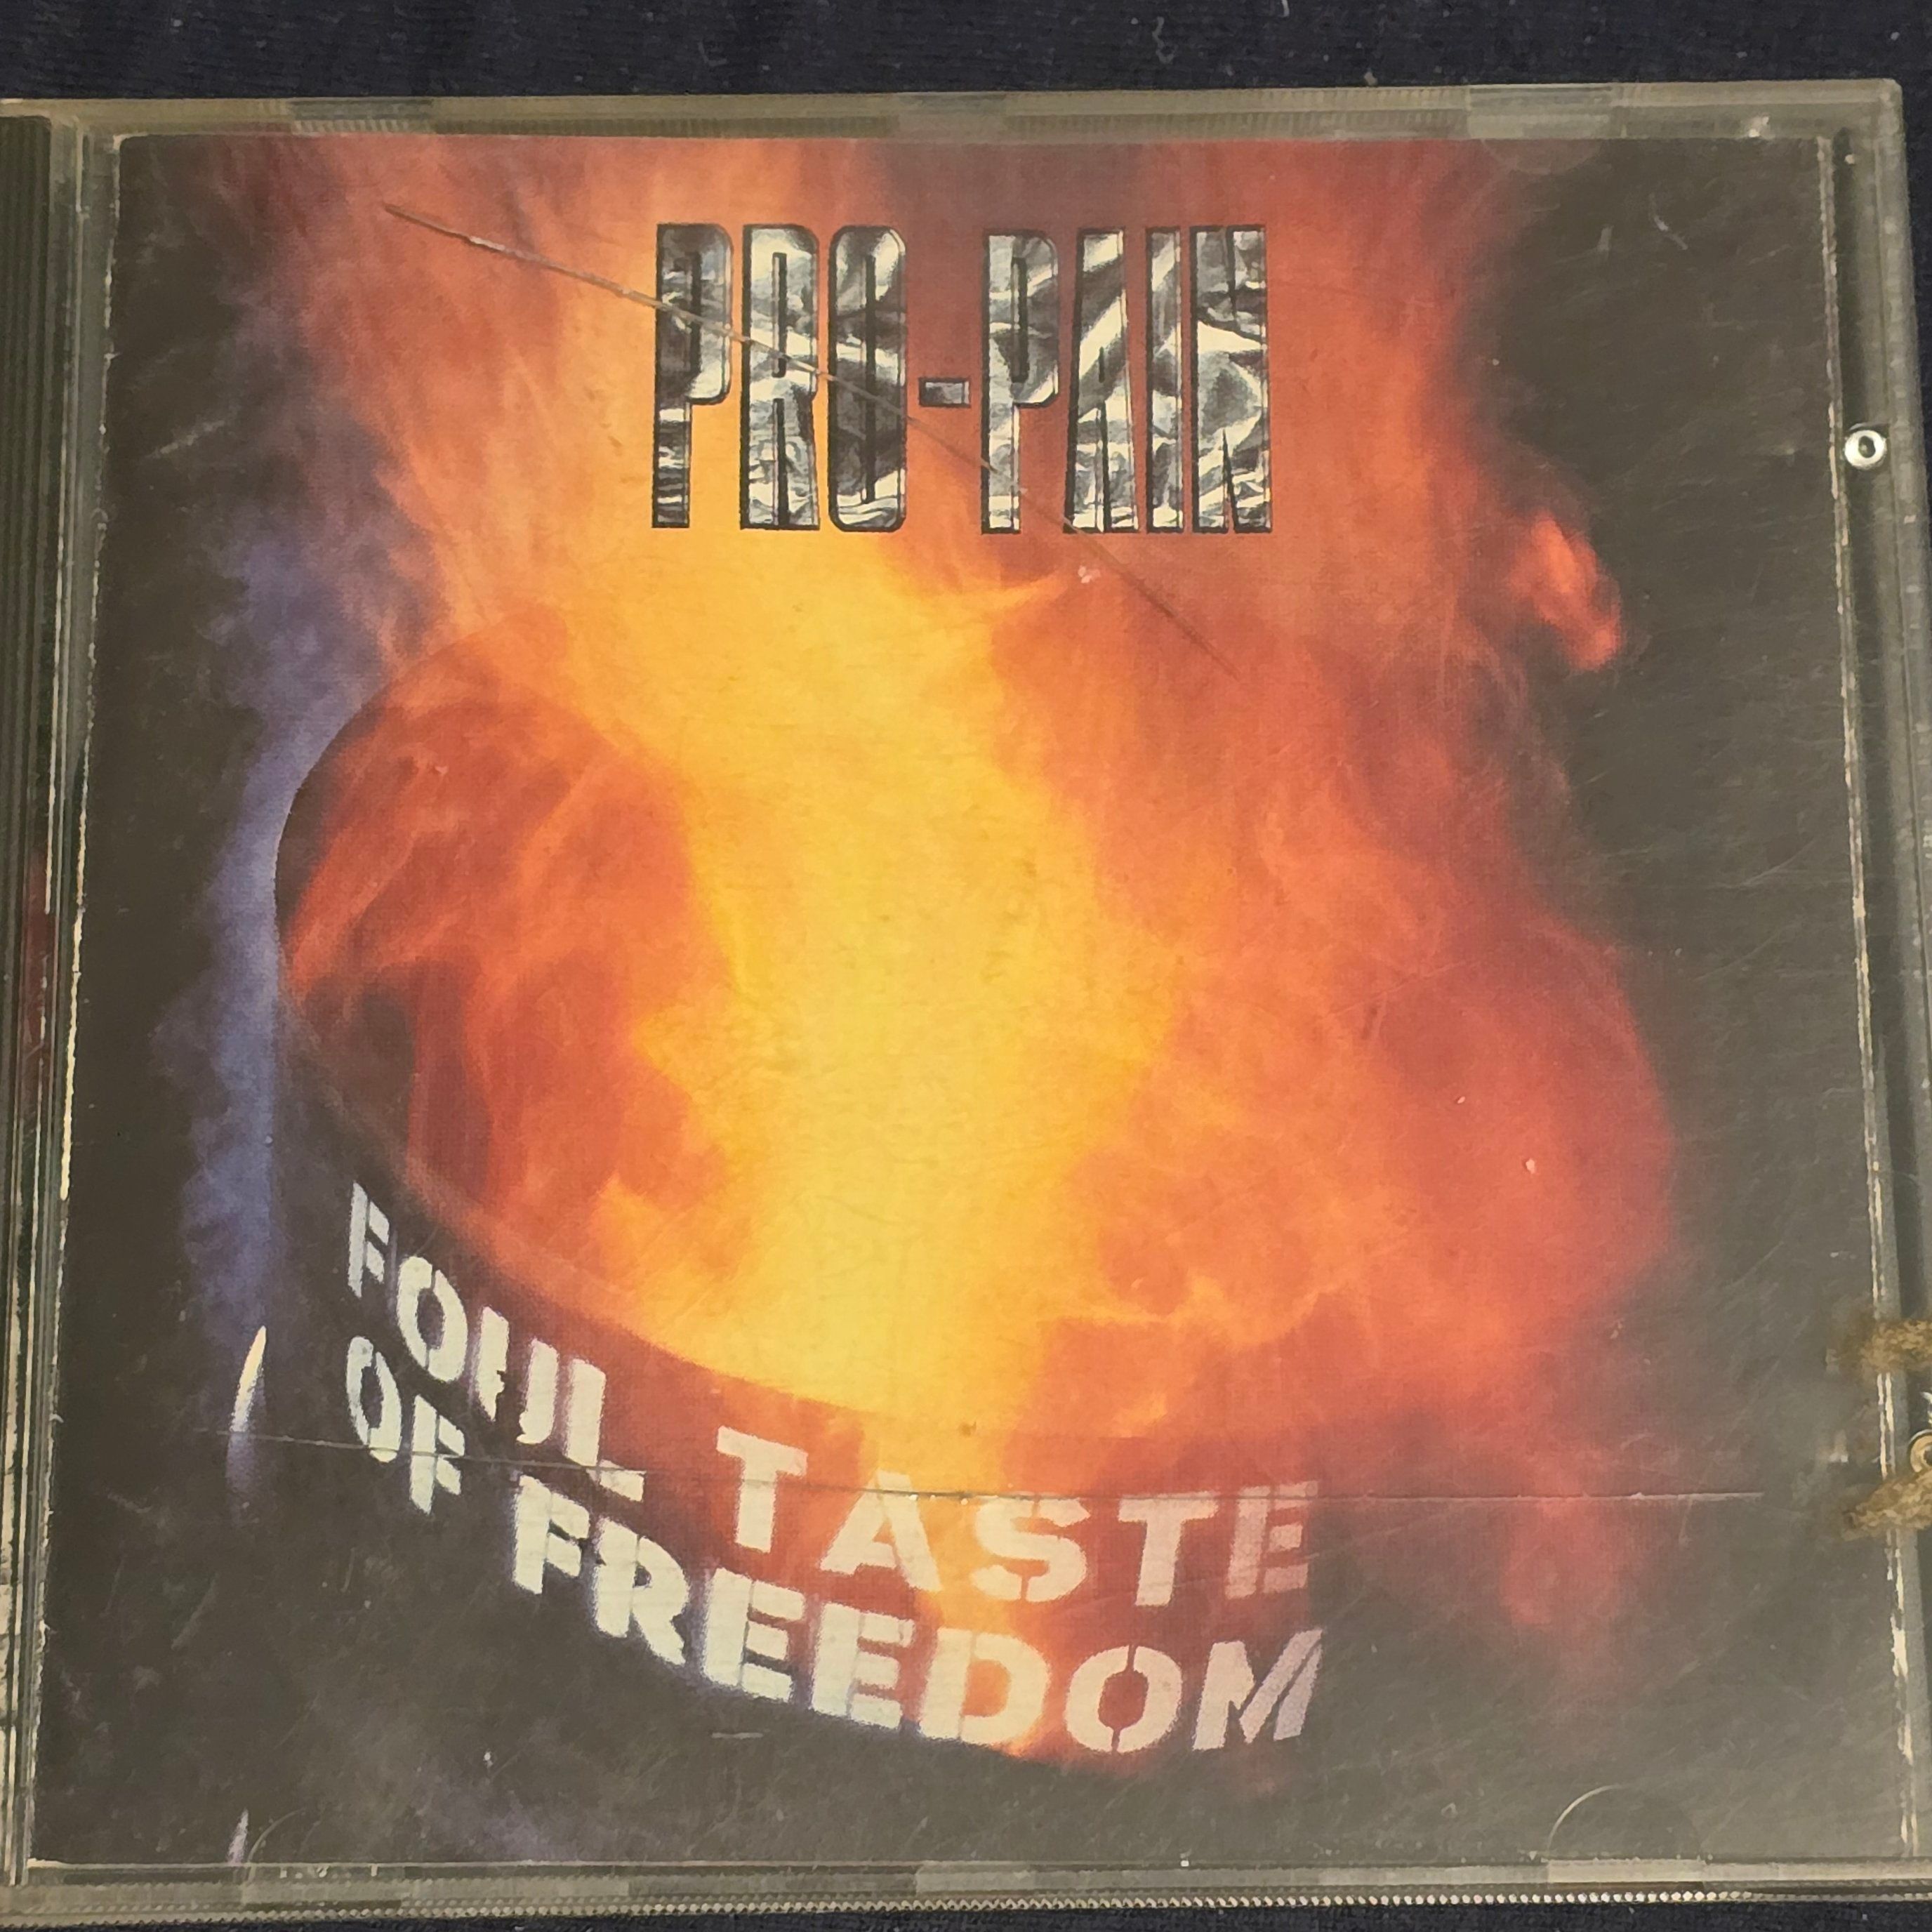 PRO-PAIN
FOUL TASTE
OF FREEDOM